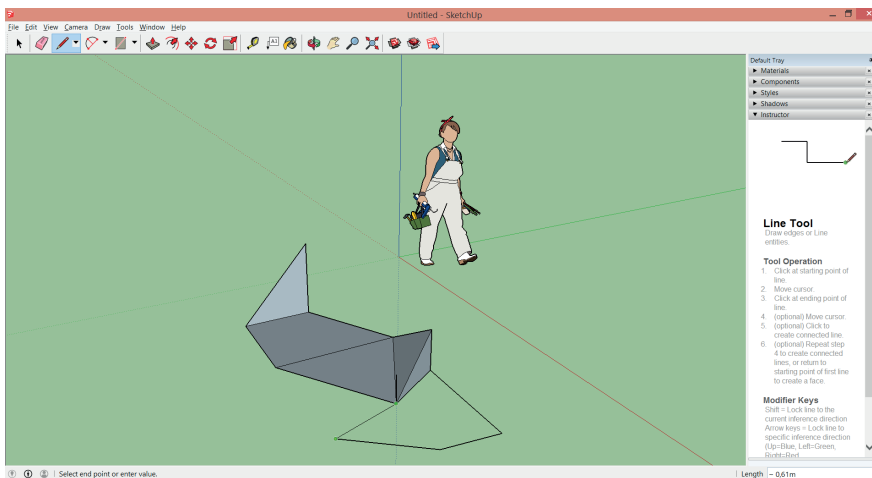 Untitled - SketchUp
File Edit View Camera Draw Tools Window Help
A1
Default Tray
Materials
Components
Styles
Shadows
Instructor
Line Tool
Draw edges or Line
entities.
Tool Operation
1. Click at starting point of
line.
2. Move cursor.
3. Click at ending point of
line
4. (optional) Move cursor.
5. (optional) Click to
create connected line.
6. (optional) Repeat step
4 to create connected
lines, or return to
starting point of first line
to create a face.
Modifier Keys
Shift = Lock line to the
current inference direction
Arrow keys = Lock line to
specific inference direction
(Up=Blue, Left=Green,
Right=Red
Select end point or enter value.
Length ~ 0,61m